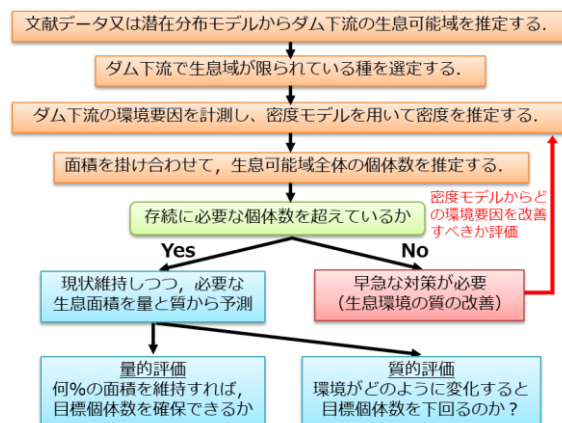 文献データ又は潜在分布モデルからダム下流の生息可能域を推定する.
ダム下流で生息域が限られている種を選定する.
ダム下流の環境要因を計測し、密度モデルを用いて密度を推定する.
面積を掛け合わせて，生息可能域全体の個体数を推定する.
密度モデルからど
の環境要因を改善
すべきか評価
存続に必要な個体数を超えているか
Yes
No
現状維持しつつ，必要な
生息面積を量と質から予測
早急な対策が必要
（生息環境の質の改善）
量的評価
何%の面積を維持すれば，
目標個体数を確保できるか
質的評価
環境がどのように変化すると
目標個体数を下回るのか？